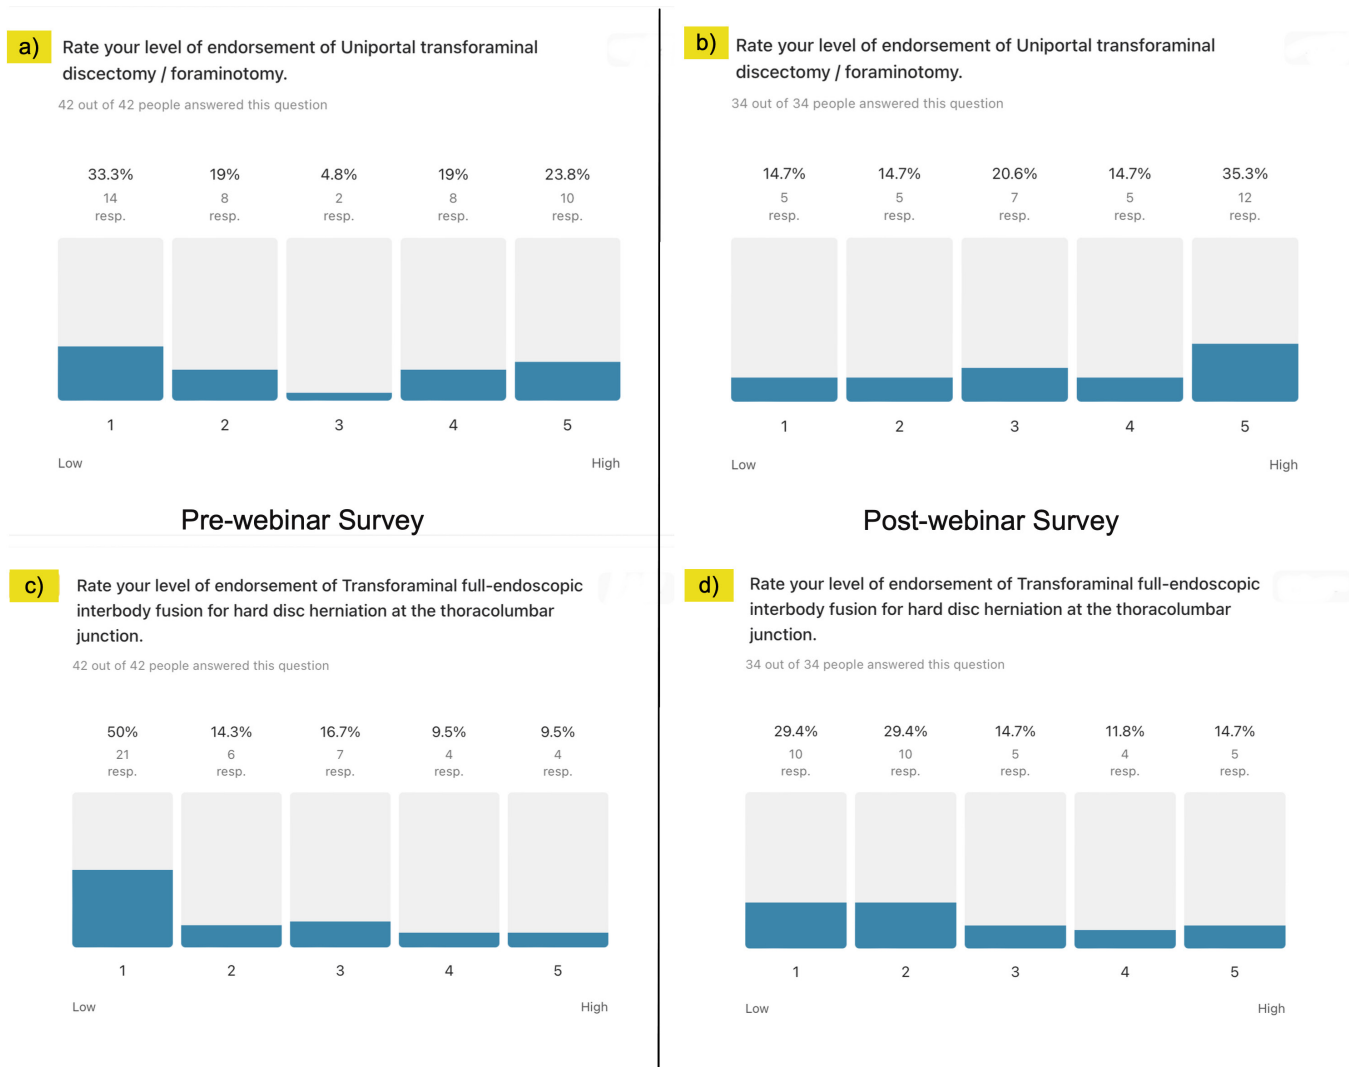 a)
Rate your level of endorsement of Uniportal transforaminal
discectomy / foraminotomy.
42 out of 42 people answered this question
33.3% 19% 4.8% 19% 23.8%
14 8 2 8 10
resp. resp. resp. resp. resp.
1 2 3 4 5
Low High
Pre-webinar Survey
b)
Rate your level of endorsement of Uniportal transforaminal
discectomy / foraminotomy.
34 out of 34 people answered this question
14.7% 14.7% 20.6% 14.7% 35.3%
5 5 7 5 12
resp. resp. resp. resp. resp.
1 2 3 4 5
Low High
Post-webinar Survey
c)
Rate your level of endorsement of Transforaminal full-endoscopic
interbody fusion for hard disc herniation at the thoracolumbar
junction.
42 out of 42 people answered this question
50% 14.3% 16.7% 9.5% 9.5%
21 6 7 4 4
resp. resp. resp. resp. resp.
1 2 3 4 5
Low High
d)
Rate your level of endorsement of Transforaminal full-endoscopic
interbody fusion for hard disc herniation at the thoracolumbar
junction.
34 out of 34 people answered this question
29.4% 29.4% 14.7% 11.8% 14.7%
10 10 5 4 5
resp. resp. resp. resp. resp.
1 2 3 4 5
Low High